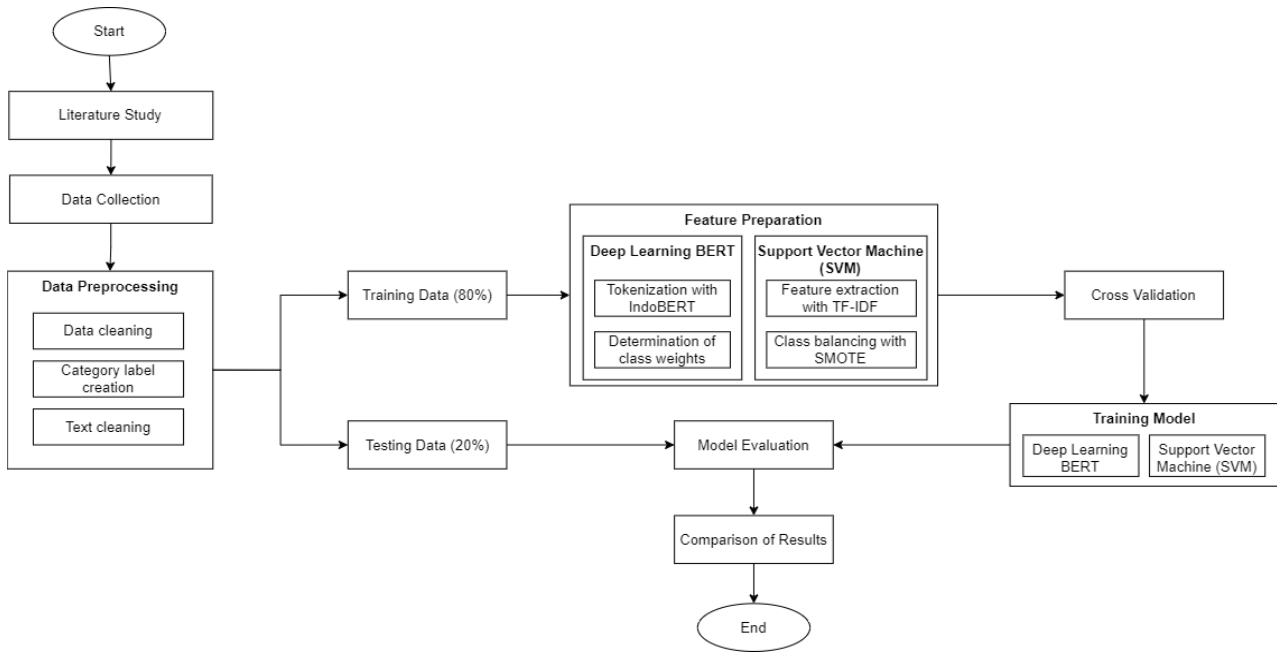 Start
Literature Study
Data Collection
Data Preprocessing
Data cleaning
Category label
creation
Text cleaning
Training Data (80%)
Testing Data (20%)
Feature Preparation
Deep Learning BERT
Tokenization with
IndoBERT
Determination of
class weights
Support Vector Machine
(SVM)
Feature extraction
with TF-IDF
Class balancing with
SMOTE
Cross Validation
Training Model
Deep Learning
BERT
Support Vector
Machine (SVM)
Model Evaluation
Comparison of Results
End